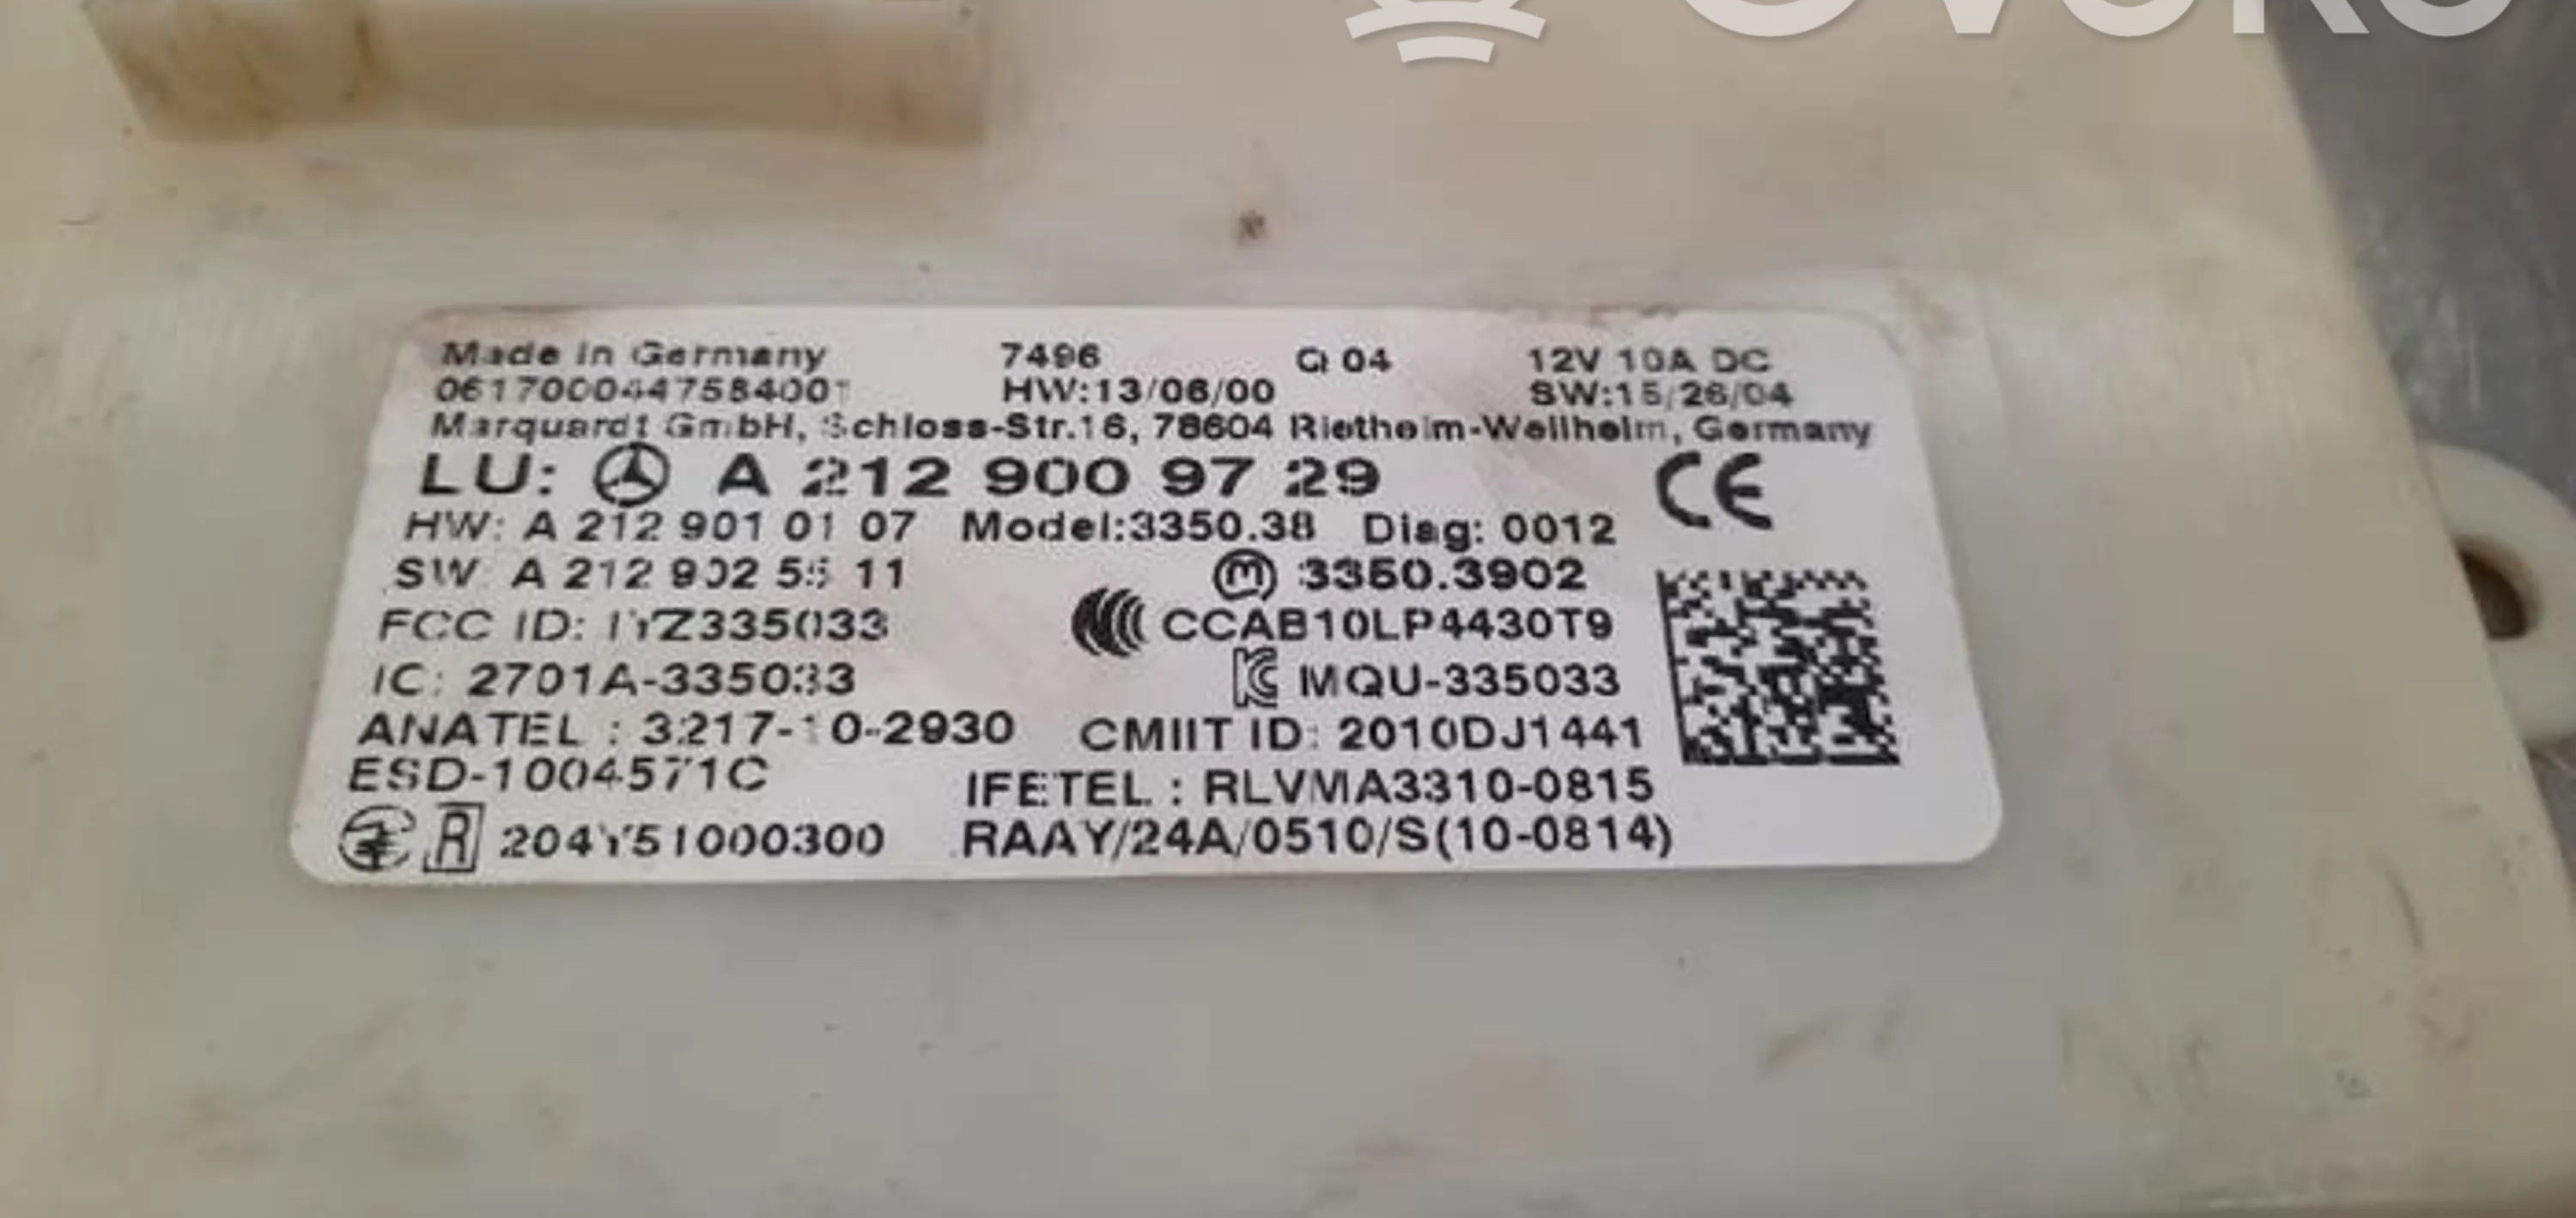 Made in Germany 7496 Q 04 12V 10A DC
HW:13/06/00 SW:15/26/04
Marquardt GmbH, Schloss-Str.16, 78604 Rietheim-Weilheim, Germany
LU: A 212 900 97 29
HW: A 212 901 01 07 Model:3350.38 Diag: 0012
SW: A 212 902 11 3350.3902
FCC ID: CCAB10LP4430T9
IC: 2701A-335033 MQU-335033
ANATEL : 3217-10-2930 CMIIT ID: 2010DJ1441
ESD-1004571C IFETEL : RLVMA3310-0815
R 204Y51000300 RAAY/24A/0510/S(10-0814)